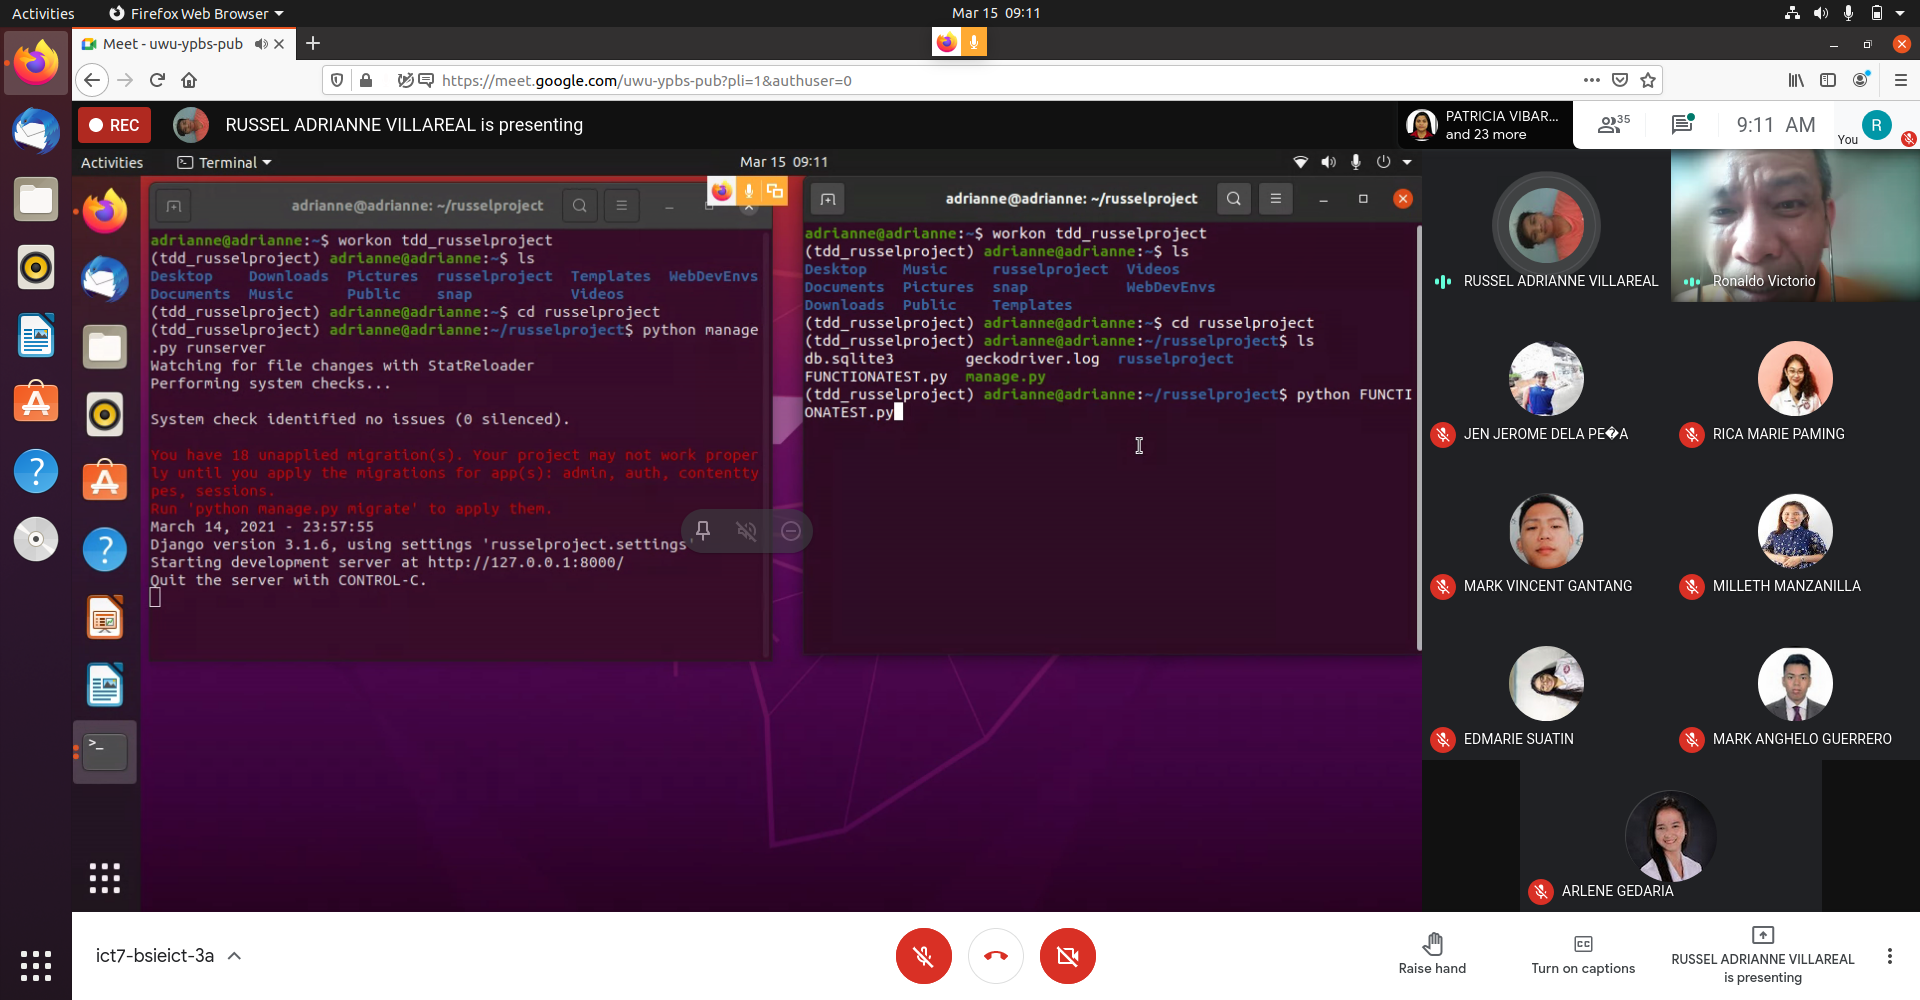 Activities
Firefox Web Browser
Mar 15 09:11
Meet - uwu-ypbs-pub
https://meet.google.com/uwu-ypbs-pub?pli=1&authuser=0
REC
RUSSEL ADRIANNE VILLAREAL is presenting
PATRICIA VIBAR...
and 23 more
35
9:11 AM
You
R
Activities
Terminal
Mar 15 09:11
adrianne@adrianne: ~/russelproject
adrianne@adrianne:~$ workon tdd_russelproject
(tdd_russelproject) adrianne@adrianne:~$ ls
Desktop Downloads Pictures russelproject Templates WebDevEnvs
Documents Music Public snap Videos
(tdd_russelproject) adrianne@adrianne:~$ cd russelproject
(tdd_russelproject) adrianne@adrianne:~/russelproject$ python manage
.py runserver
Watching for file changes with StatReloader
Performing system checks...
System check identified no issues (0 silenced).
You have 18 unapplied migration(s). Your project may not work proper
ly until you apply the migrations for app(s): admin, auth, contentty
pes, sessions.
Run 'python manage.py migrate' to apply them.
March 14, 2021 - 23:57:55
Django version 3.1.6, using settings 'russelproject.settings'
Starting development server at http://127.0.0.1:8000/
Quit the server with CONTROL-C.
adrianne@adrianne: ~/russelproject
adrianne@adrianne:~$ workon tdd_russelproject
(tdd_russelproject) adrianne@adrianne:~$ ls
Desktop Music russelproject Videos
Documents Pictures snap WebDevEnvs
Downloads Public Templates
(tdd_russelproject) adrianne@adrianne:~$ cd russelproject
(tdd_russelproject) adrianne@adrianne:~/russelproject$ ls
db.sqlite3 geckodriver.log russelproject
FUNCTIONATEST.py manage.py
(tdd_russelproject) adrianne@adrianne:~/russelproject$ python FUNCTI
ONATEST.py
RUSSEL ADRIANNE VILLAREAL
Ronaldo Victorio
JEN JEROME DELA PE�A
RICA MARIE PAMING
MARK VINCENT GANTANG
MILLETH MANZANILLA
EDMARIE SUATIN
MARK ANGHELO GUERRERO
ARLENE GEDARIA
ict7-bsieict-3a
Raise hand
Turn on captions
RUSSEL ADRIANNE VILLAREAL
is presenting